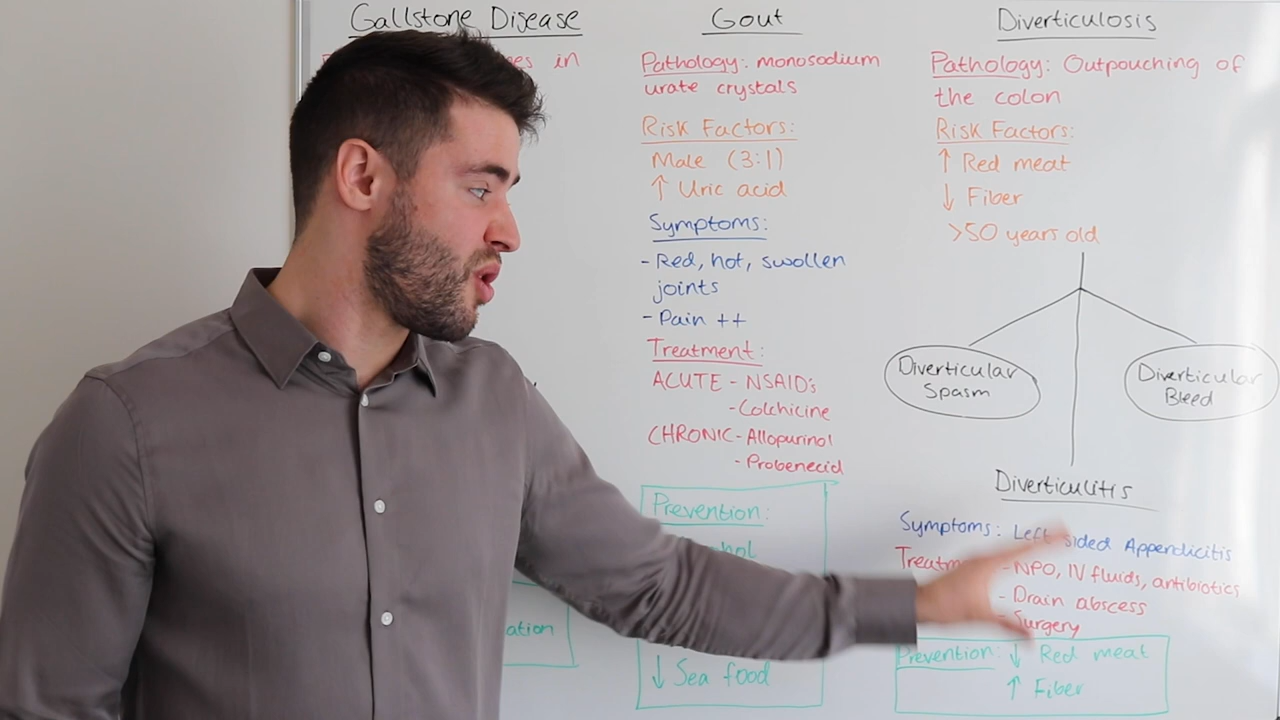 Gallstone Disease
in
Gout
Pathology: monosodium
urate crystals
Risk Factors:
Male (3:1)
↑ Uric acid
Symptoms:
- Red, hot, swollen
joints
- Pain ++
Treatment:
ACUTE - NSAID's
- Colchicine
CHRONIC - Allopurinol
- Probenecid
Prevention:
↓ Sea food
Diverticulosis
Pathology: Outpouching of
the colon
Risk Factors:
↑ Red meat
↓ Fiber
>50 years old
Diverticular
Spasm
Diverticular
Bleed
Diverticulitis
Symptoms: Left sided Appendicitis
- NPO, IV fluids, antibiotics
- Drain abscess
- Surgery
Prevention: ↓ Red meat
↑ Fiber